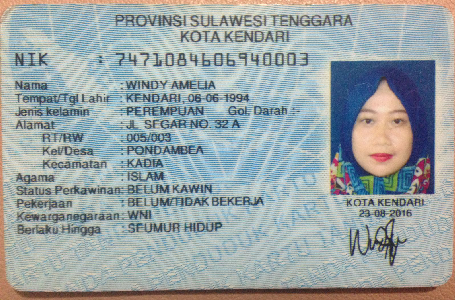 PROVINSI SULAWESI TENGGARA
KOTA KENDARI
NIK : 7471084606940003
Nama : WINDY AMELIA
Tempat/Tgl Lahir : KENDARI, 06-06-1994
Jenis kelamin : PEREMPUAN Gol. Darah :-
Alamat : JL SEGAR NO. 32 A
RT/RW : 005/003
Kel/Desa : PONDAMBEA
Kecamatan : KADIA
Agama : ISLAM
Status Perkawinan: BELUM KAWIN
Pekerjaan : BELUM/TIDAK BEKERJA
Kewarganegaraan: WNI
Berlaku Hingga : SEUMUR HIDUP
KOTA KENDARI
23-08-2016